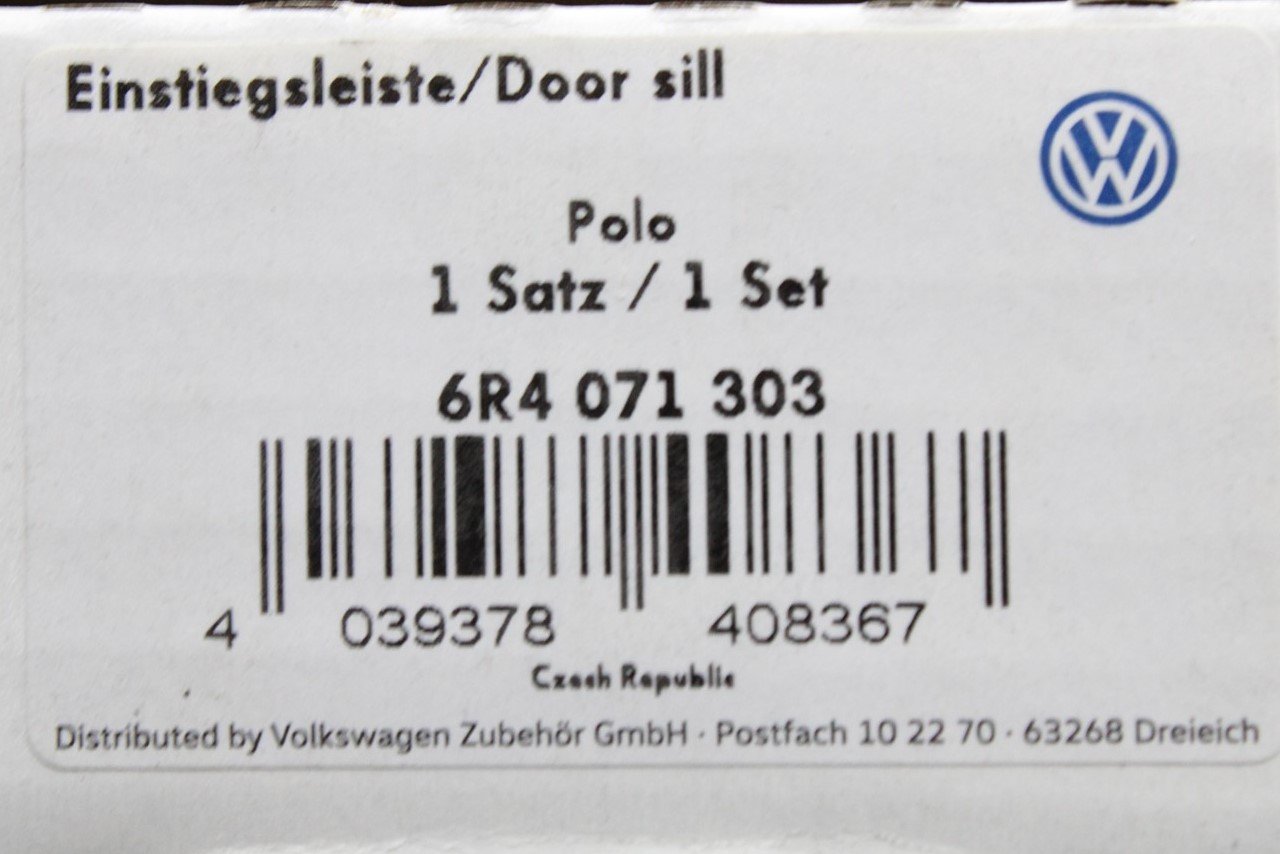 Einstiegsleiste/Door sill
VW
Polo
1 Satz / 1 Set
6R4 071 303
4 039378 408367
Czech Republic
Distributed by Volkswagen Zubehör GmbH · Postfach 10 22 70 · 63268 Dreieich